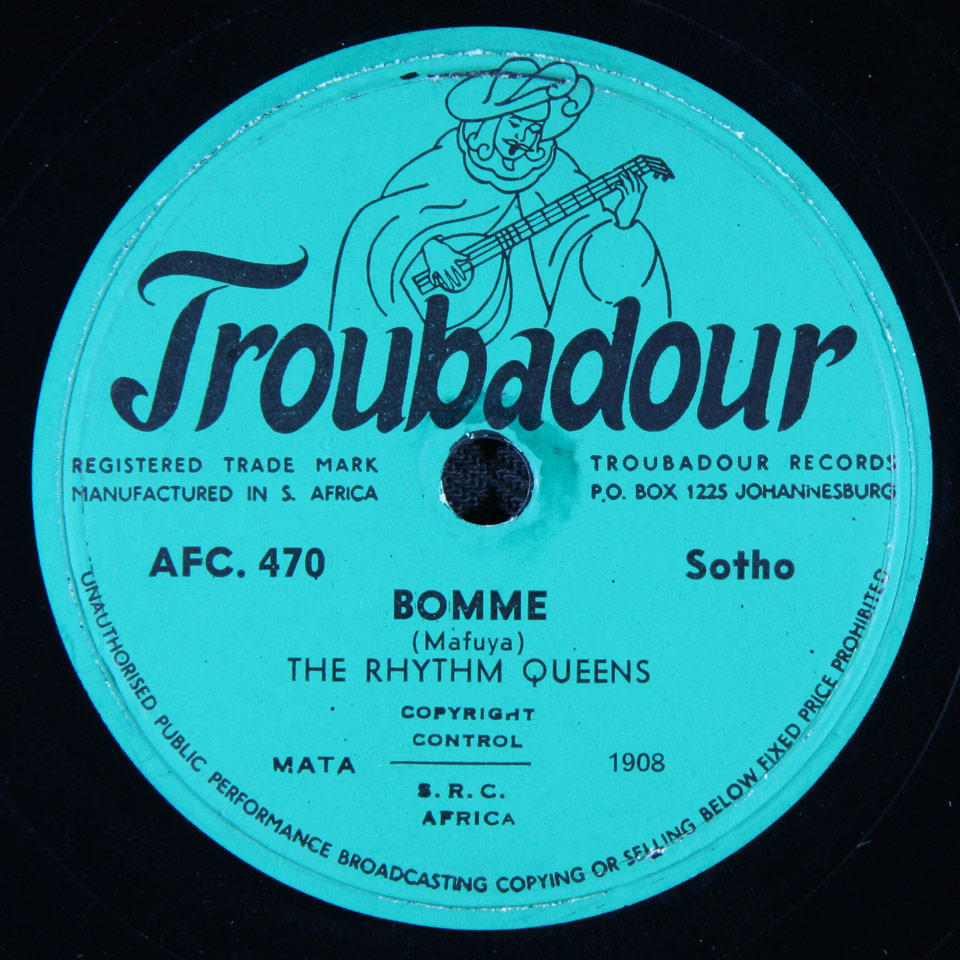 Troubadour
REGISTERED TRADE MARK
MANUFACTURED IN S. AFRICA
TROUBADOUR RECORDS
P.O. BOX 1225 JOHANNESBURG
AFC. 470
Sotho
BOMME
(Mafuya)
THE RHYTHM QUEENS
COPYRIGHT
CONTROL
MATA
1908
S. R. C.
AFRICA
UNAUTHORISED PUBLIC PERFORMANCE BROADCASTING COPYING OR SELLING BELOW FIXED PRICE PROHIBITED